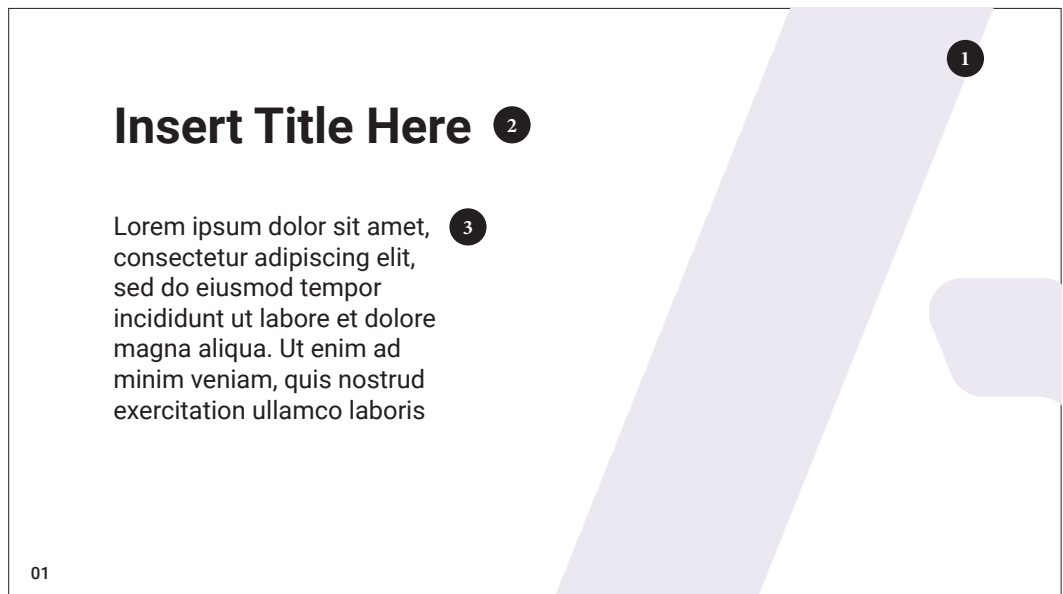 1
Insert Title Here 2
Lorem ipsum dolor sit amet, 3
consectetur adipiscing elit,
sed do eiusmod tempor
incididunt ut labore et dolore
magna aliqua. Ut enim ad
minim veniam, quis nostrud
exercitation ullamco laboris
01